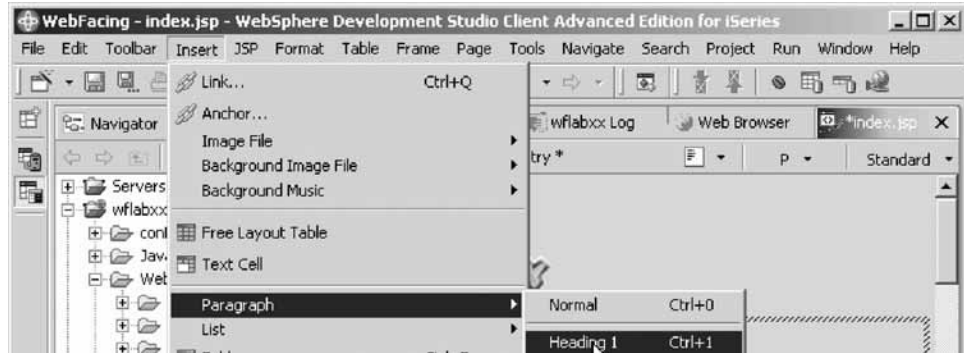 WebFacing - index.jsp - WebSphere Development Studio Client Advanced Edition for iSeries
File Edit Toolbar Insert JSP Format Table Frame Page Tools Navigate Search Project Run Window Help
Link... Ctrl+Q
Navigator
Anchor...
wflabxx Log
Web Browser
*index.jsp
Image File
try *
P
Standard
Background Image File
Servers
Background Music
wflabxx
Free Layout Table
Text Cell
Paragraph
Normal Ctrl+0
List
Heading 1 Ctrl+1